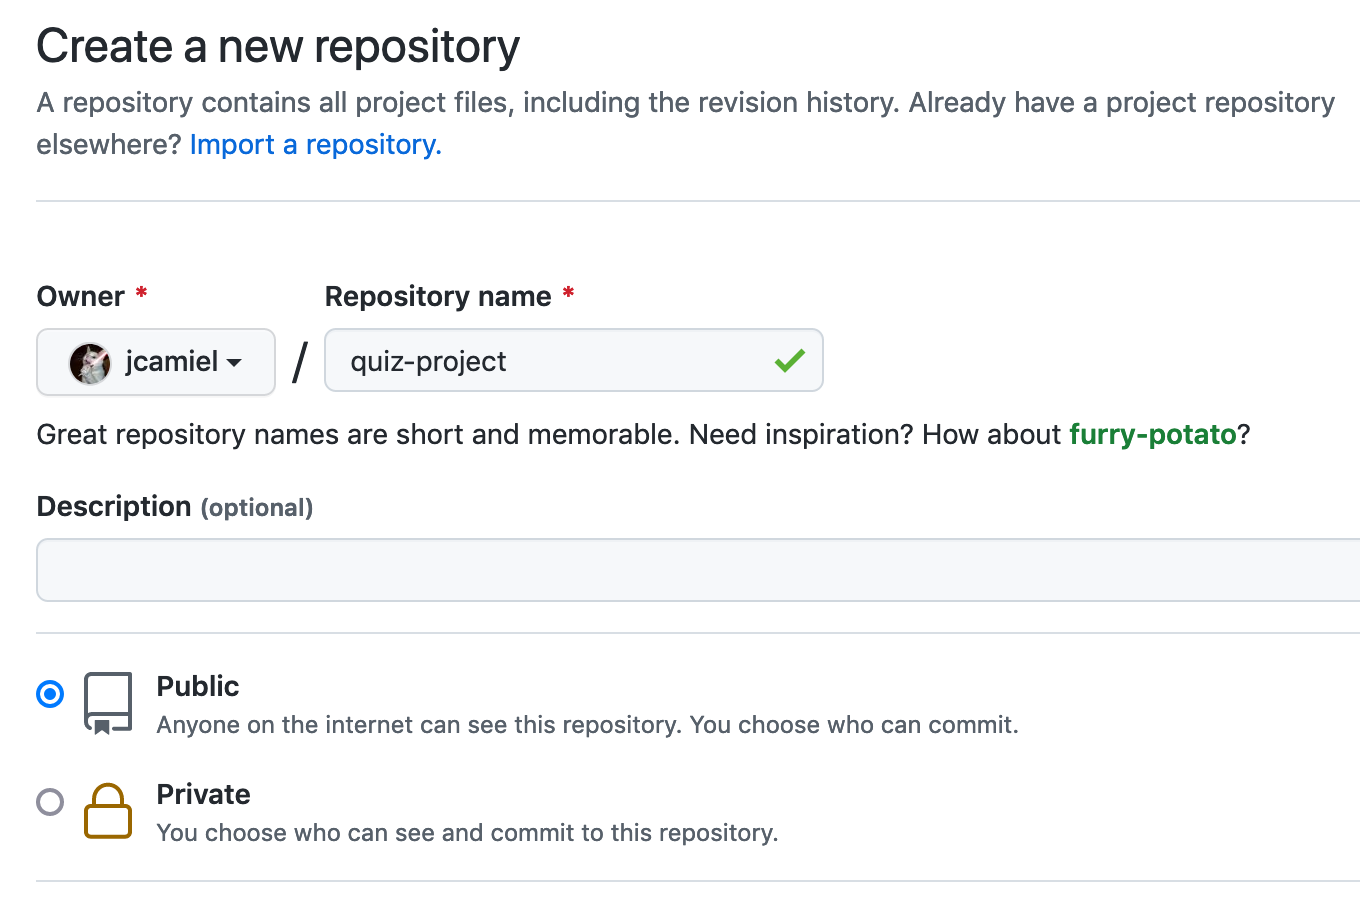 Create a new repository
A repository contains all project files, including the revision history. Already have a project repository
elsewhere? Import a repository.
Owner *
Repository name *
jcamiel / quiz-project
Great repository names are short and memorable. Need inspiration? How about furry-potato?
Description (optional)
Public
Anyone on the internet can see this repository. You choose who can commit.
Private
You choose who can see and commit to this repository.